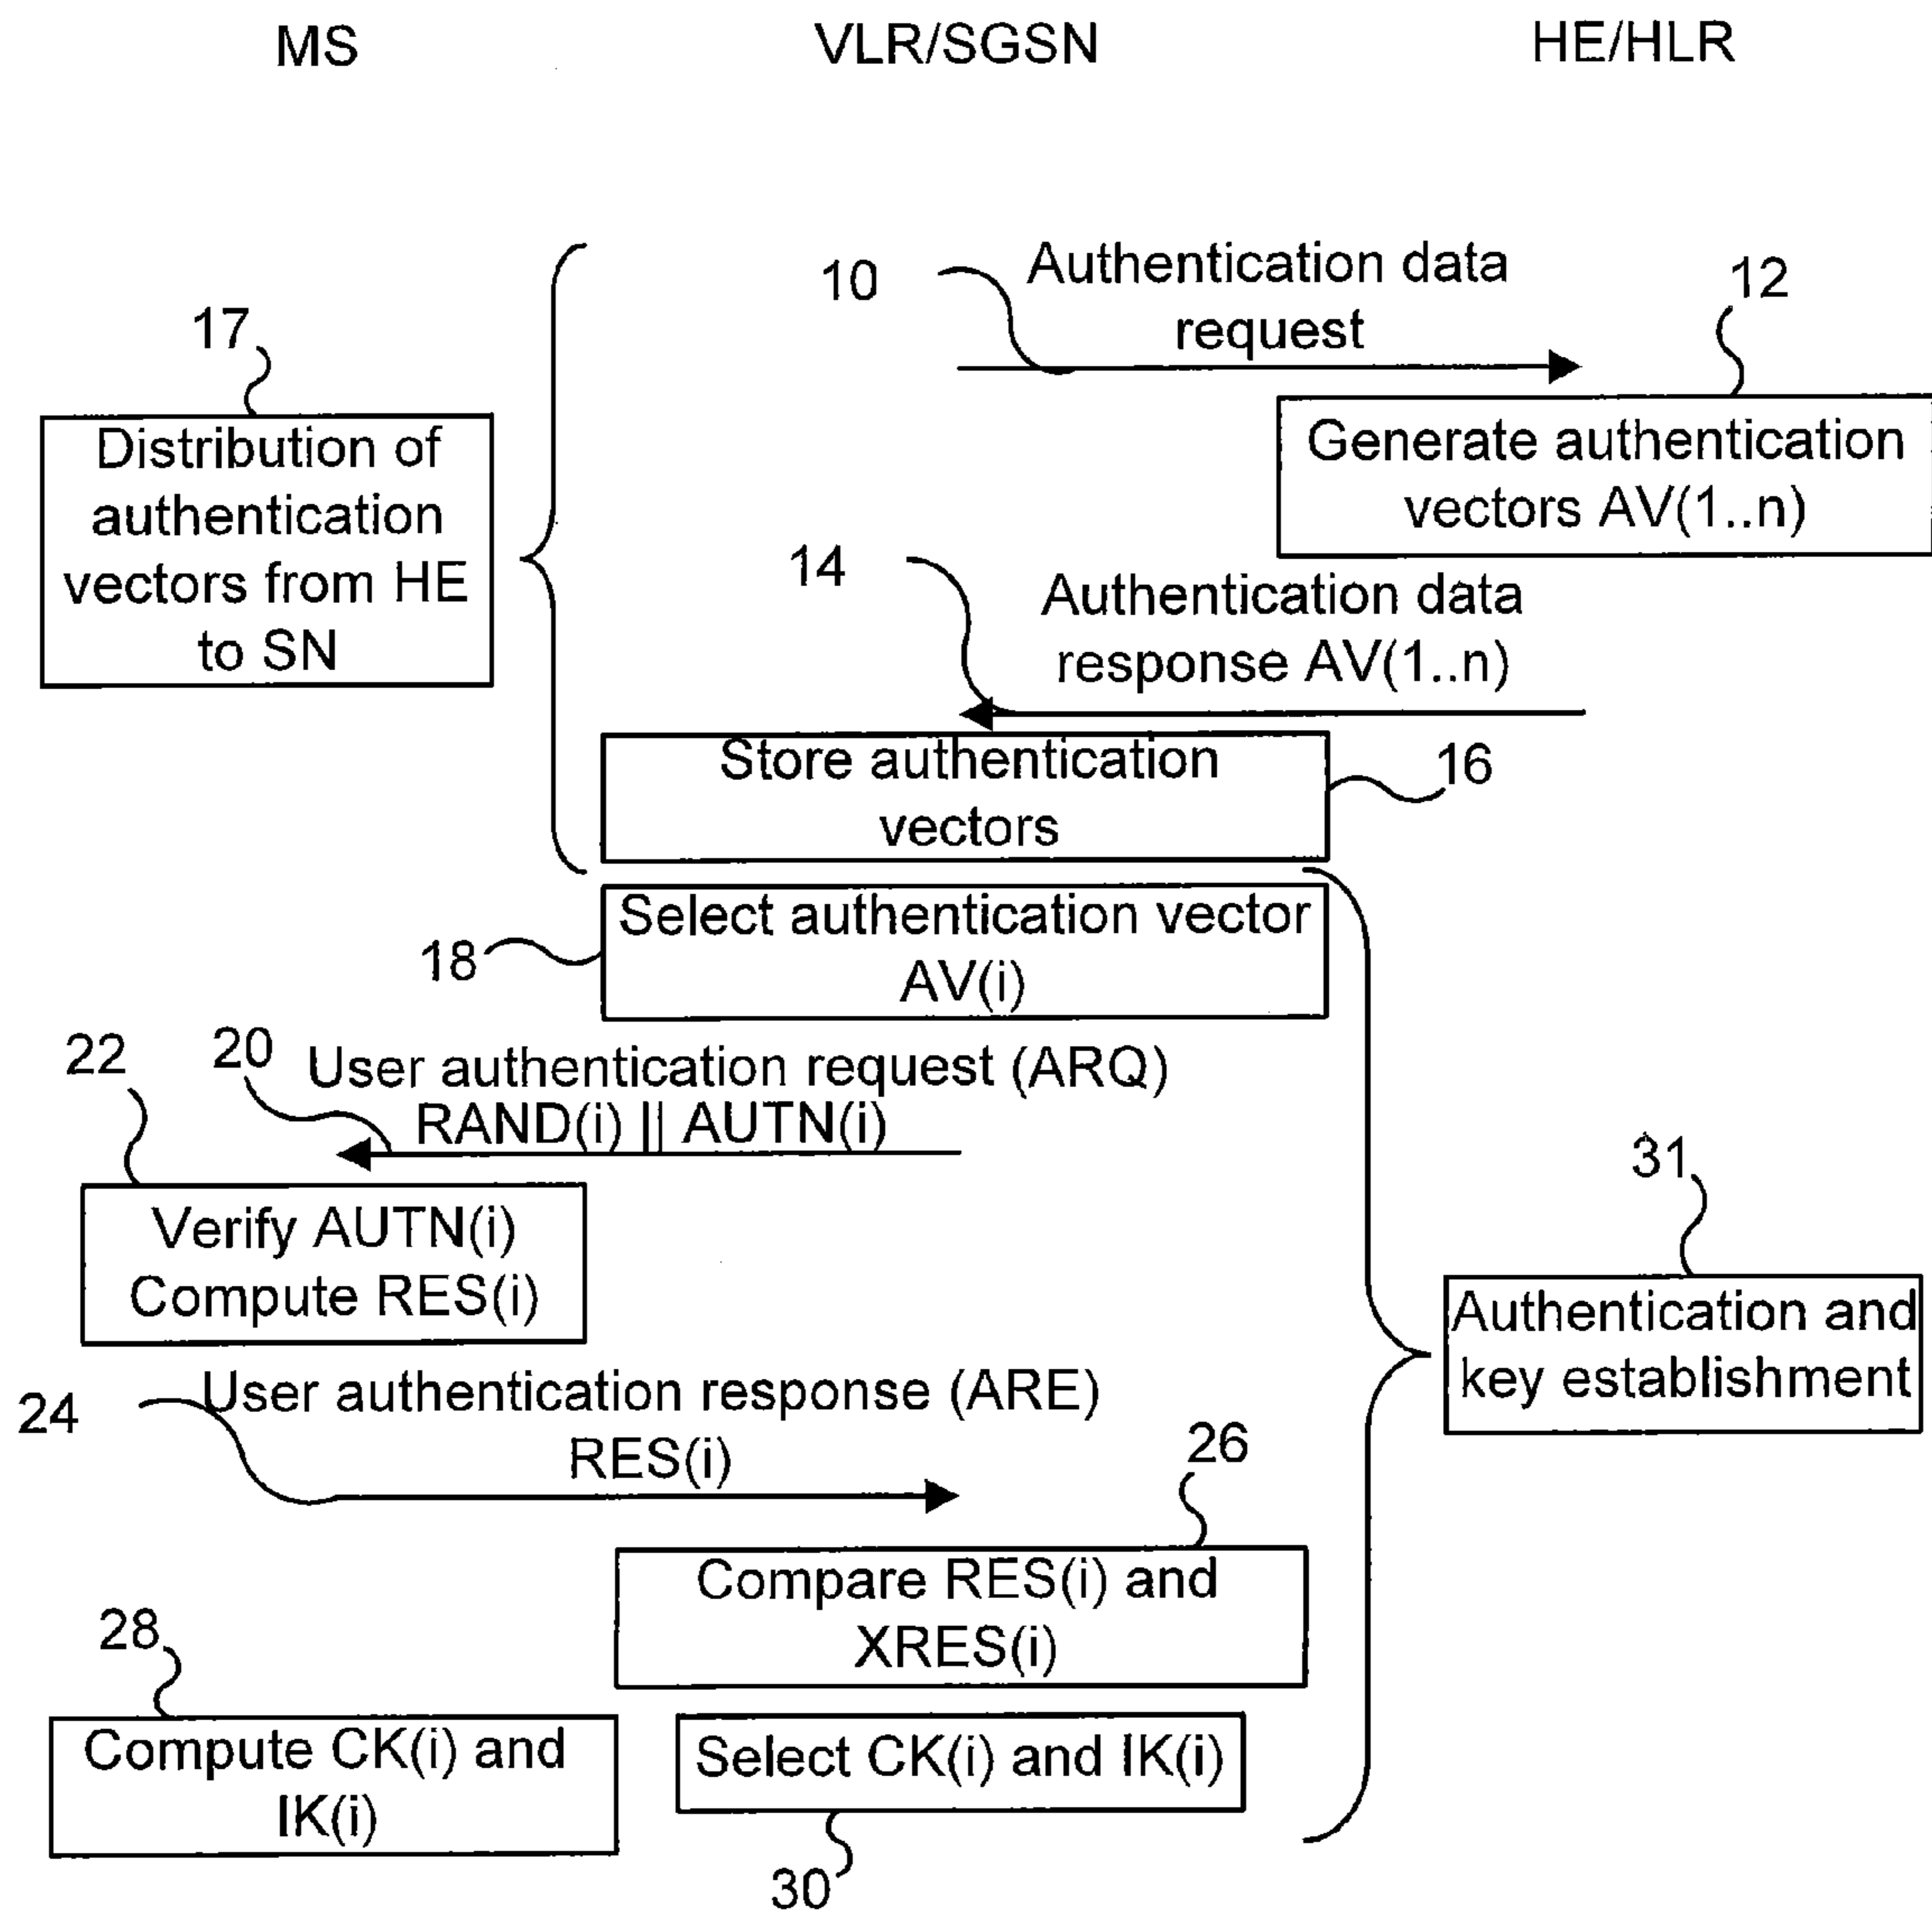 MS
VLR/SGSN
HE/HLR
10
Authentication data
request
12
17
Distribution of
authentication
vectors from HE
to SN
Generate authentication
vectors AV(1..n)
14
Authentication data
response AV(1..n)
Store authentication
vectors
16
18
Select authentication vector
AV(i)
22
20
User authentication request (ARQ)
RAND(i) || AUTN(i)
Verify AUTN(i)
Compute RES(i)
31
Authentication and
key establishment
24
User authentication response (ARE)
RES(i)
26
Compare RES(i) and
XRES(i)
28
Compute CK(i) and
IK(i)
Select CK(i) and IK(i)
30